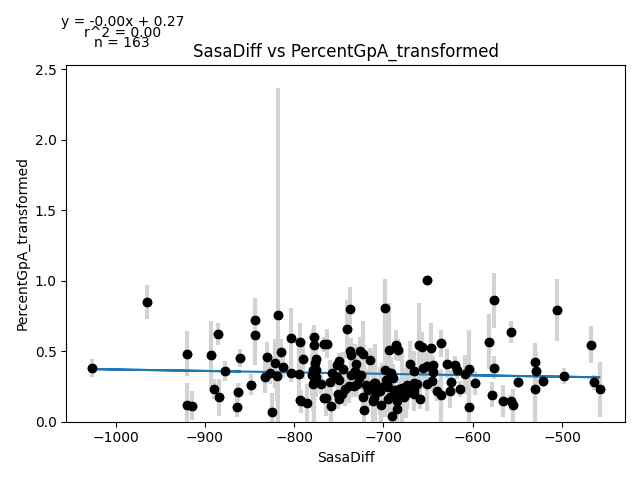 y = -0.00x + 0.27
r^2 = 0.00
n = 163
SasaDiff vs PercentGpA_transformed
2.5
2.0
1.5
1.0
0.5
0.0
PercentGpA_transformed
−1000 −900 −800 −700 −600 −500
SasaDiff